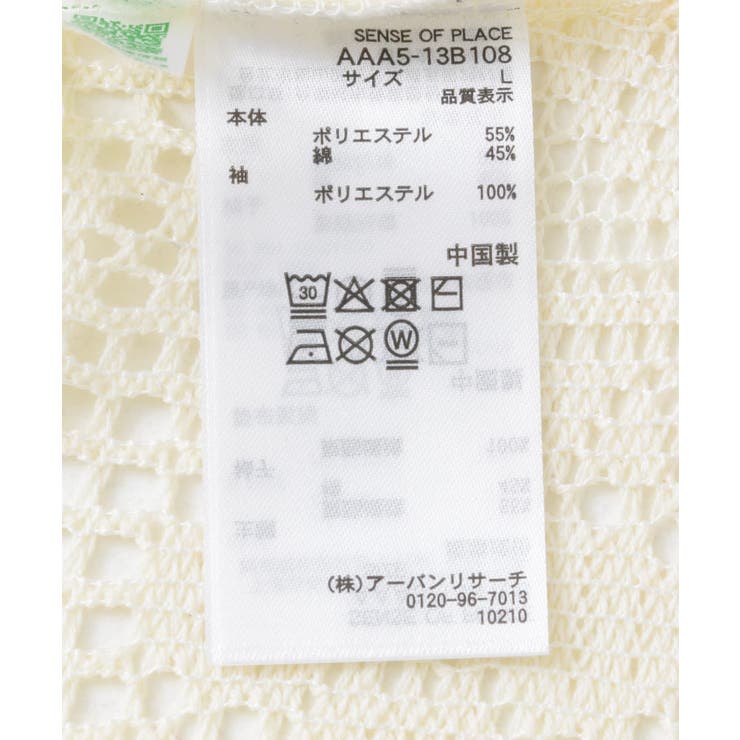 SENSE OF PLACE
AAA5-13B108
サイズ L
品質表示
本体
ポリエステル 55%
綿 45%
袖
ポリエステル 100%
中国製
30
W
(株)アーバンリサーチ
0120-96-7013
10210